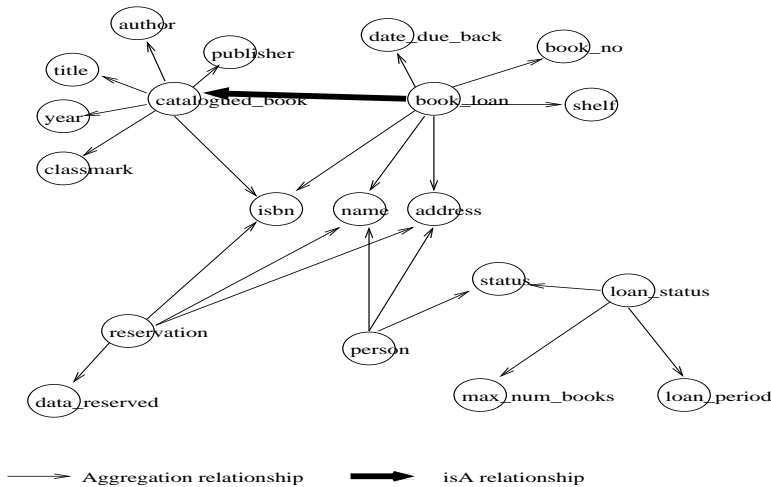 author
date_due_back
publisher
book_no
title
catalogued_book
book_loan
shelf
year
classmark
isbn
name
address
status
loan_status
reservation
person
data_reserved
max_num_books
loan_period
Aggregation relationship
isA relationship